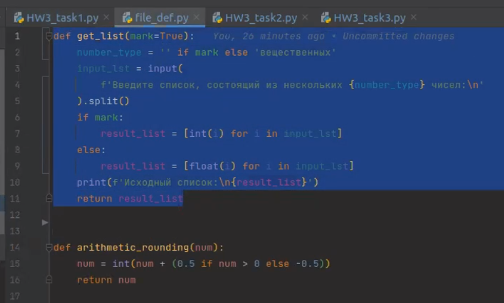 HW3_task1.py × file_def.py × HW3_task2.py × HW3_task3.py ×
1 def get_list(mark=True): You, 26 minutes ago • Uncommitted changes
2 number_type = '' if mark else 'вещественных'
3 input_lst = input(
4 f'Введите список, состоящий из нескольких {number_type} чисел:\n'
5 ).split()
6 if mark:
7 result_list = [int(i) for i in input_lst]
8 else:
9 result_list = [float(i) for i in input_lst]
10 print(f'Исходный список:\n{result_list}')
11 return result_list
12
13
14 def arithmetic_rounding(num):
15 num = int(num + (0.5 if num > 0 else -0.5))
16 return num
17